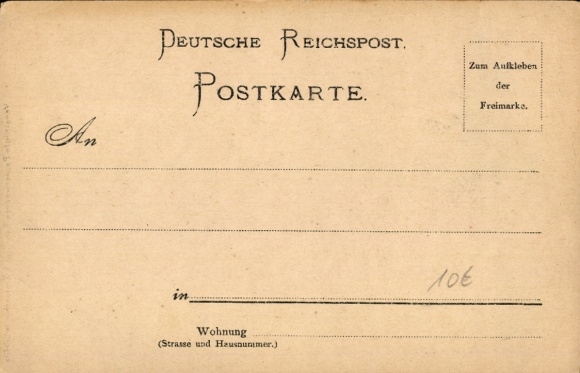 DEUTSCHE REICHSPOST.
POSTKARTE.
Zum Aufkleben
der
Freimarke.
An
10€
in
Wohnung
(Strasse und Hausnummer.)